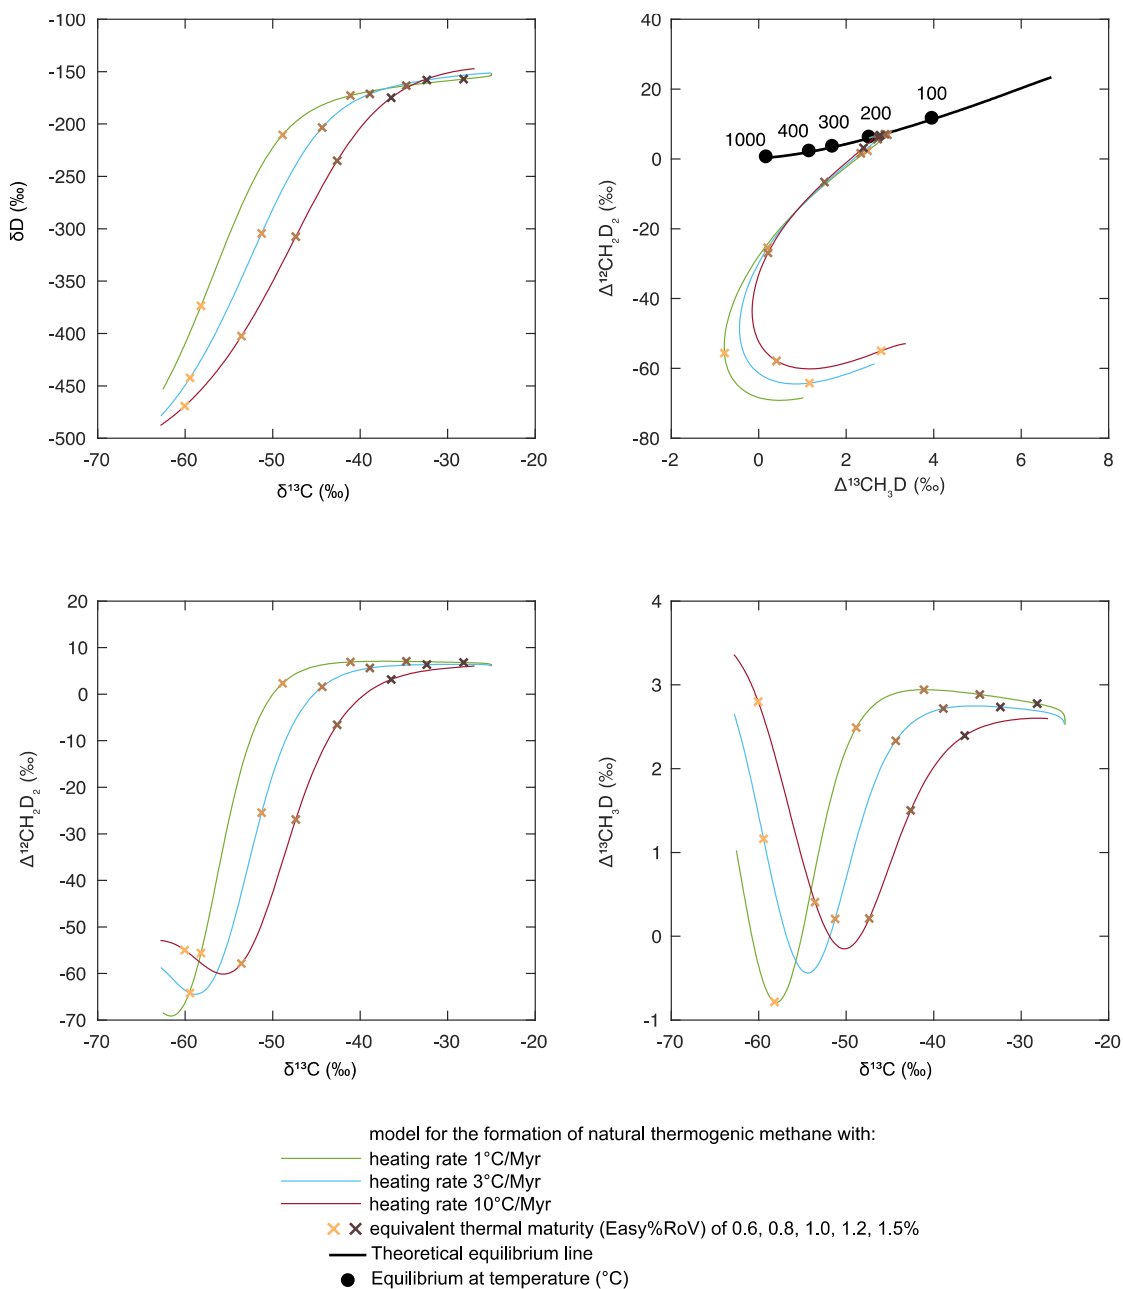 -100
-150
-200
-250
-300
-350
-400
-450
-500
δD (‰)
-70 -60 -50 -40 -30 -20
δ¹³C (‰)
40
20
0
-20
-40
-60
-80
Δ¹²CH₂D₂ (‰)
1000 400 300 200 100
-2 0 2 4 6 8
Δ¹³CH₃D (‰)
20
10
0
-10
-20
-30
-40
-50
-60
-70
Δ¹²CH₂D₂ (‰)
-70 -60 -50 -40 -30 -20
δ¹³C (‰)
4
3
2
1
0
-1
Δ¹³CH₃D (‰)
-70 -60 -50 -40 -30 -20
δ¹³C (‰)
model for the formation of natural thermogenic methane with:
heating rate 1°C/Myr
heating rate 3°C/Myr
heating rate 10°C/Myr
equivalent thermal maturity (Easy%RoV) of 0.6, 0.8, 1.0, 1.2, 1.5%
Theoretical equilibrium line
Equilibrium at temperature (°C)